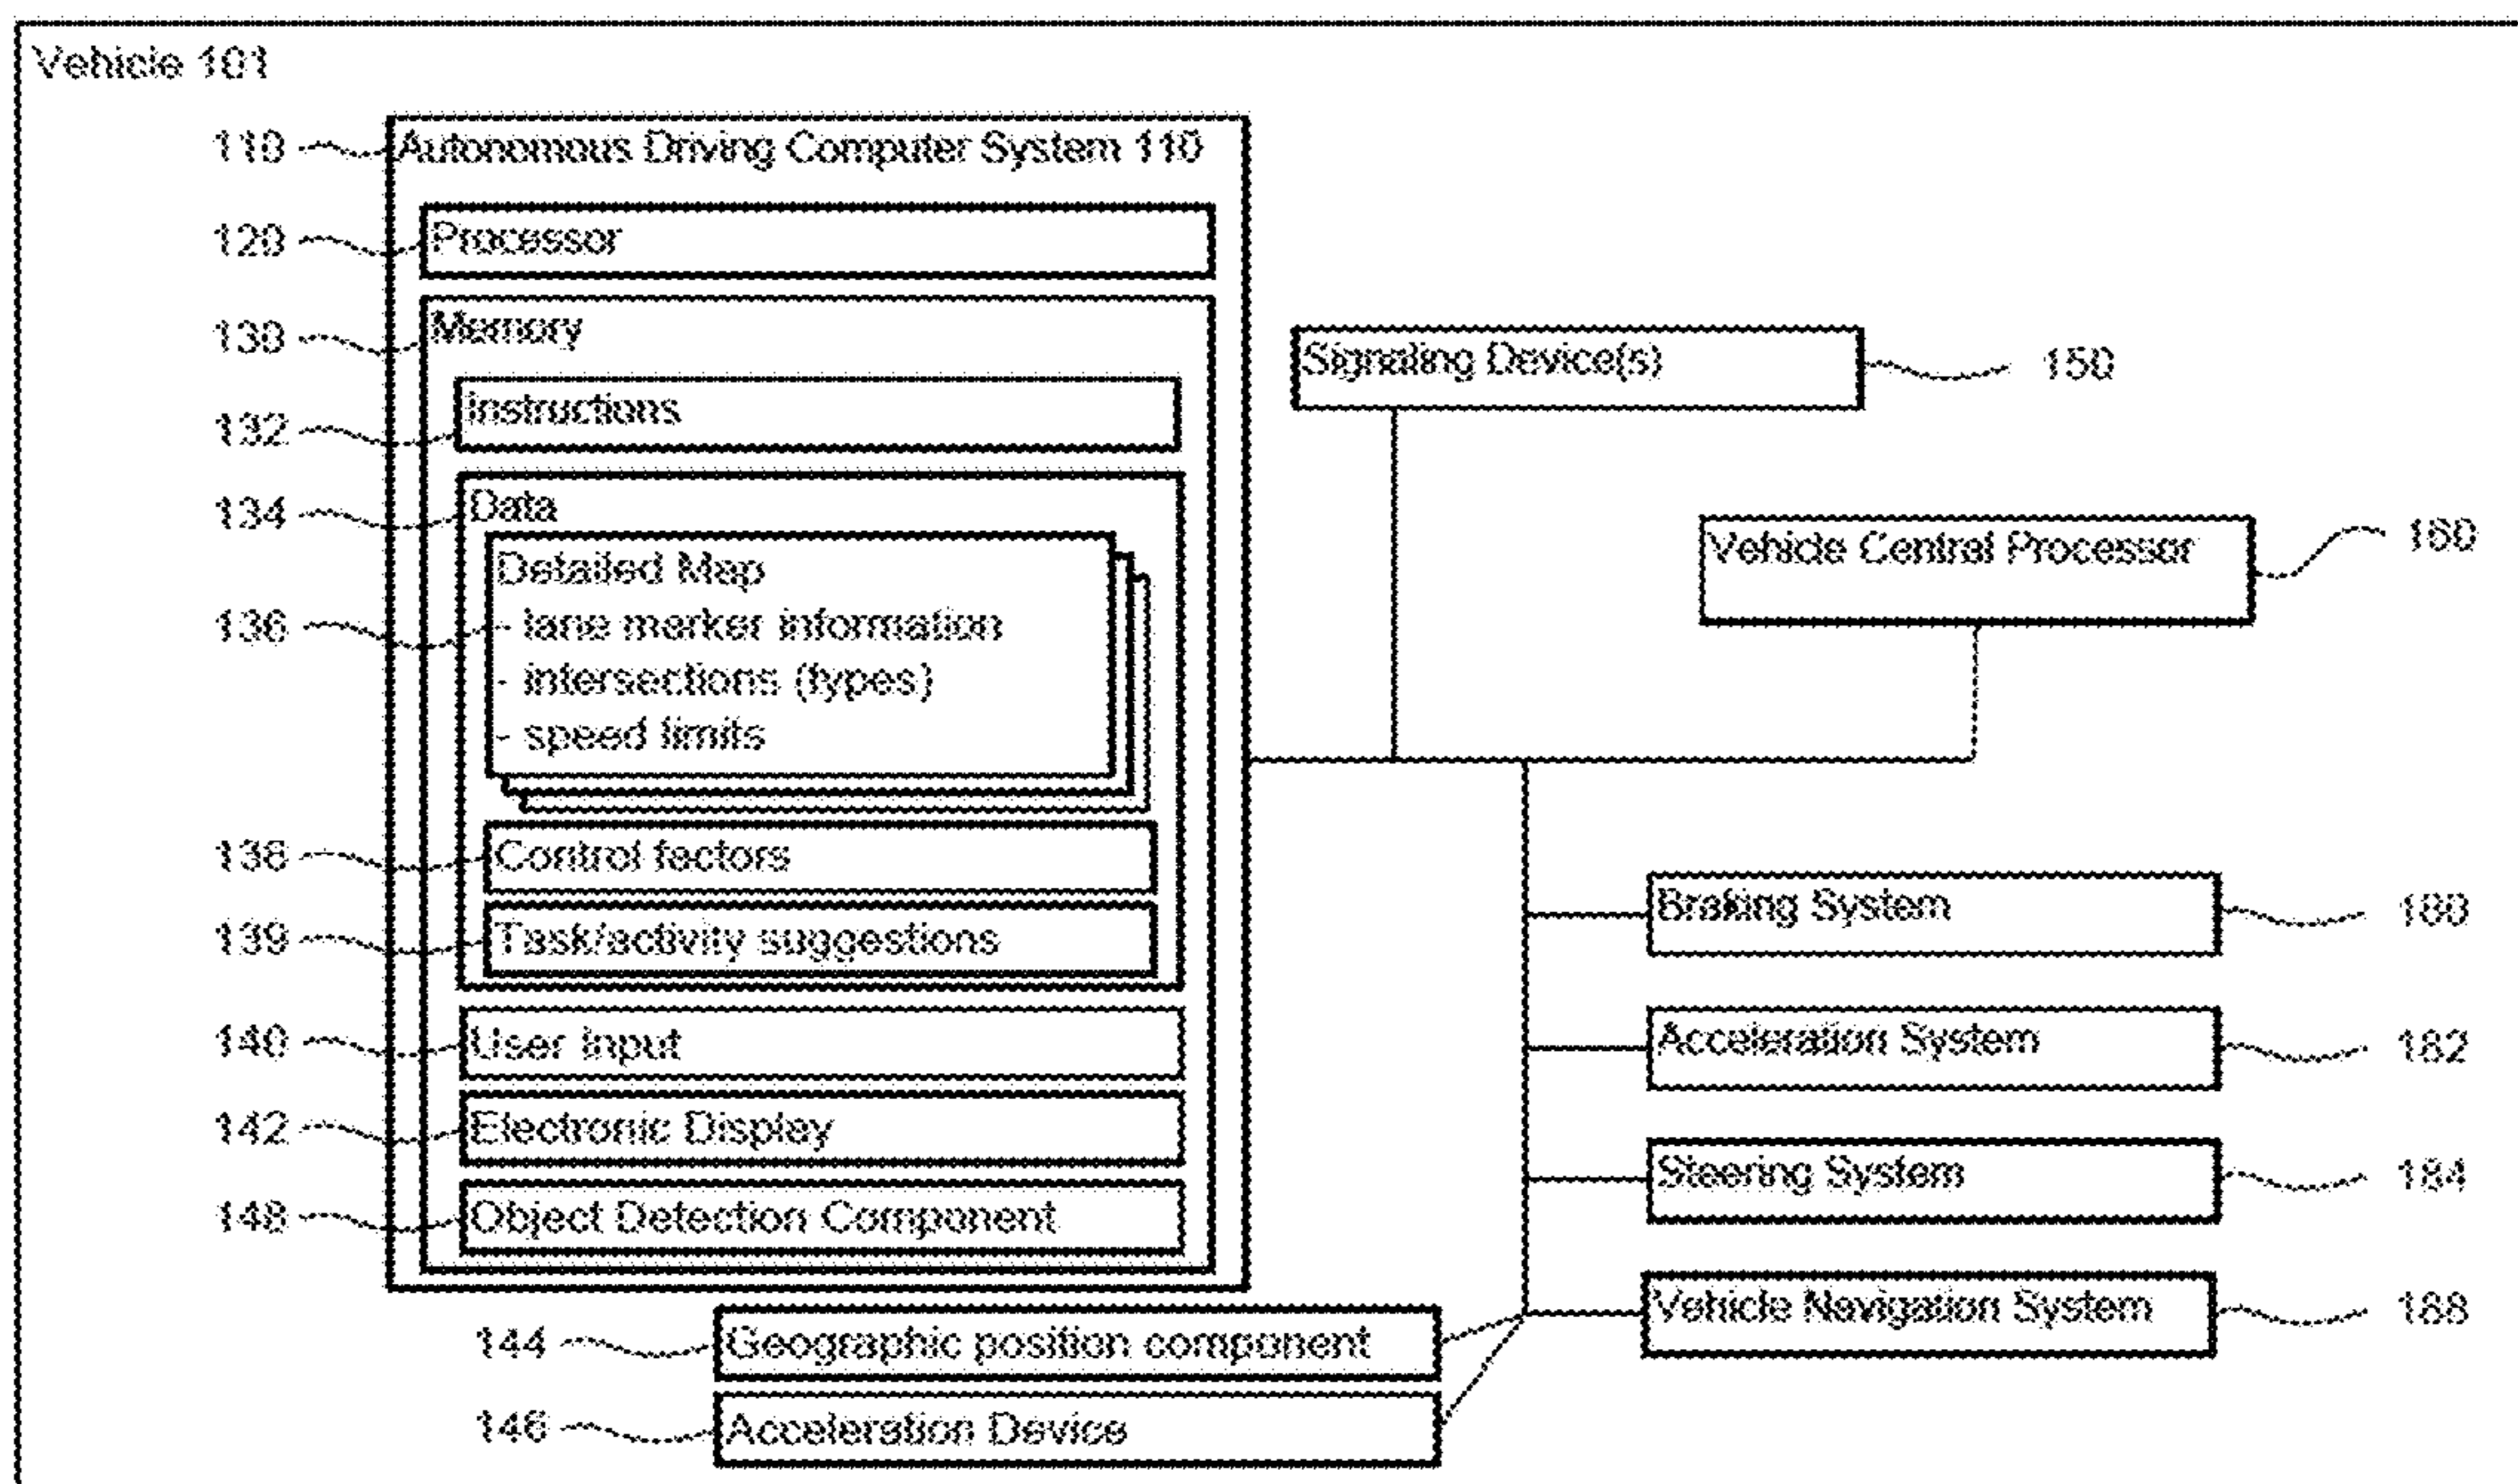 Vehicle 101
110 Autonomous Driving Computer System 110
120 Processor
130 Memory
132 Instructions
134 Data
Detailed Map
136 - lane marker information
- intersections (types)
- speed limits
138 Control factors
139 Task/activity suggestions
140 User Input
142 Electronic Display
148 Object Detection Component
144 Geographic position component
146 Acceleration Device
Signaling Device(s) 150
Vehicle Central Processor 160
Braking System 180
Acceleration System 182
Steering System 184
Vehicle Navigation System 188